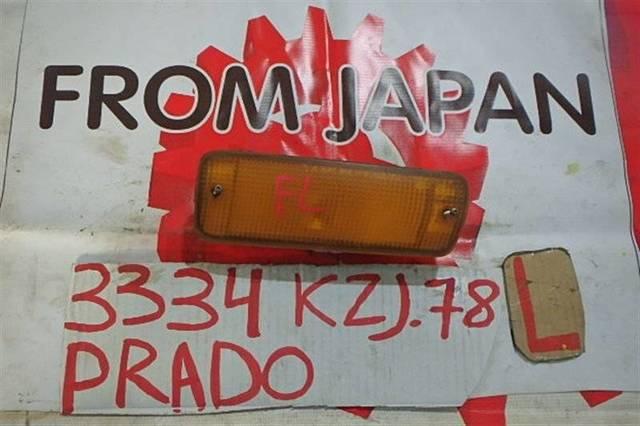 FROM JAPAN
FL
3334 KZJ.78 L
PRADO